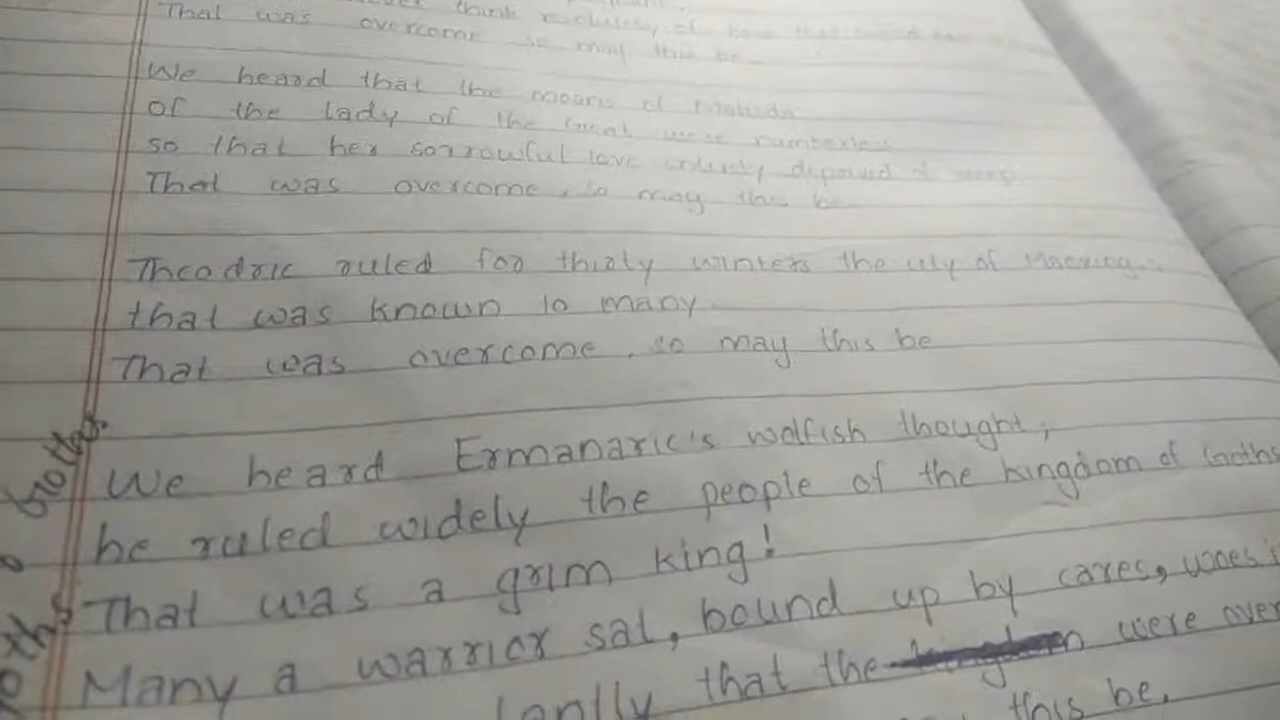 think
That was overcome so may this be
We heard that the moans of
of the lady of the Geat were
so that her sorrowful love
That was overcome, so may this be
Theodric ruled for thirty winters the city of
that was known to many
That was overcome, so may this be
We heard Ermanaric's wolfish thought;
he ruled widely the people of the kingdom of Goths
That was a grim king!
Many a warrior sat, bound up by cares, woes i
that the were over
this be.